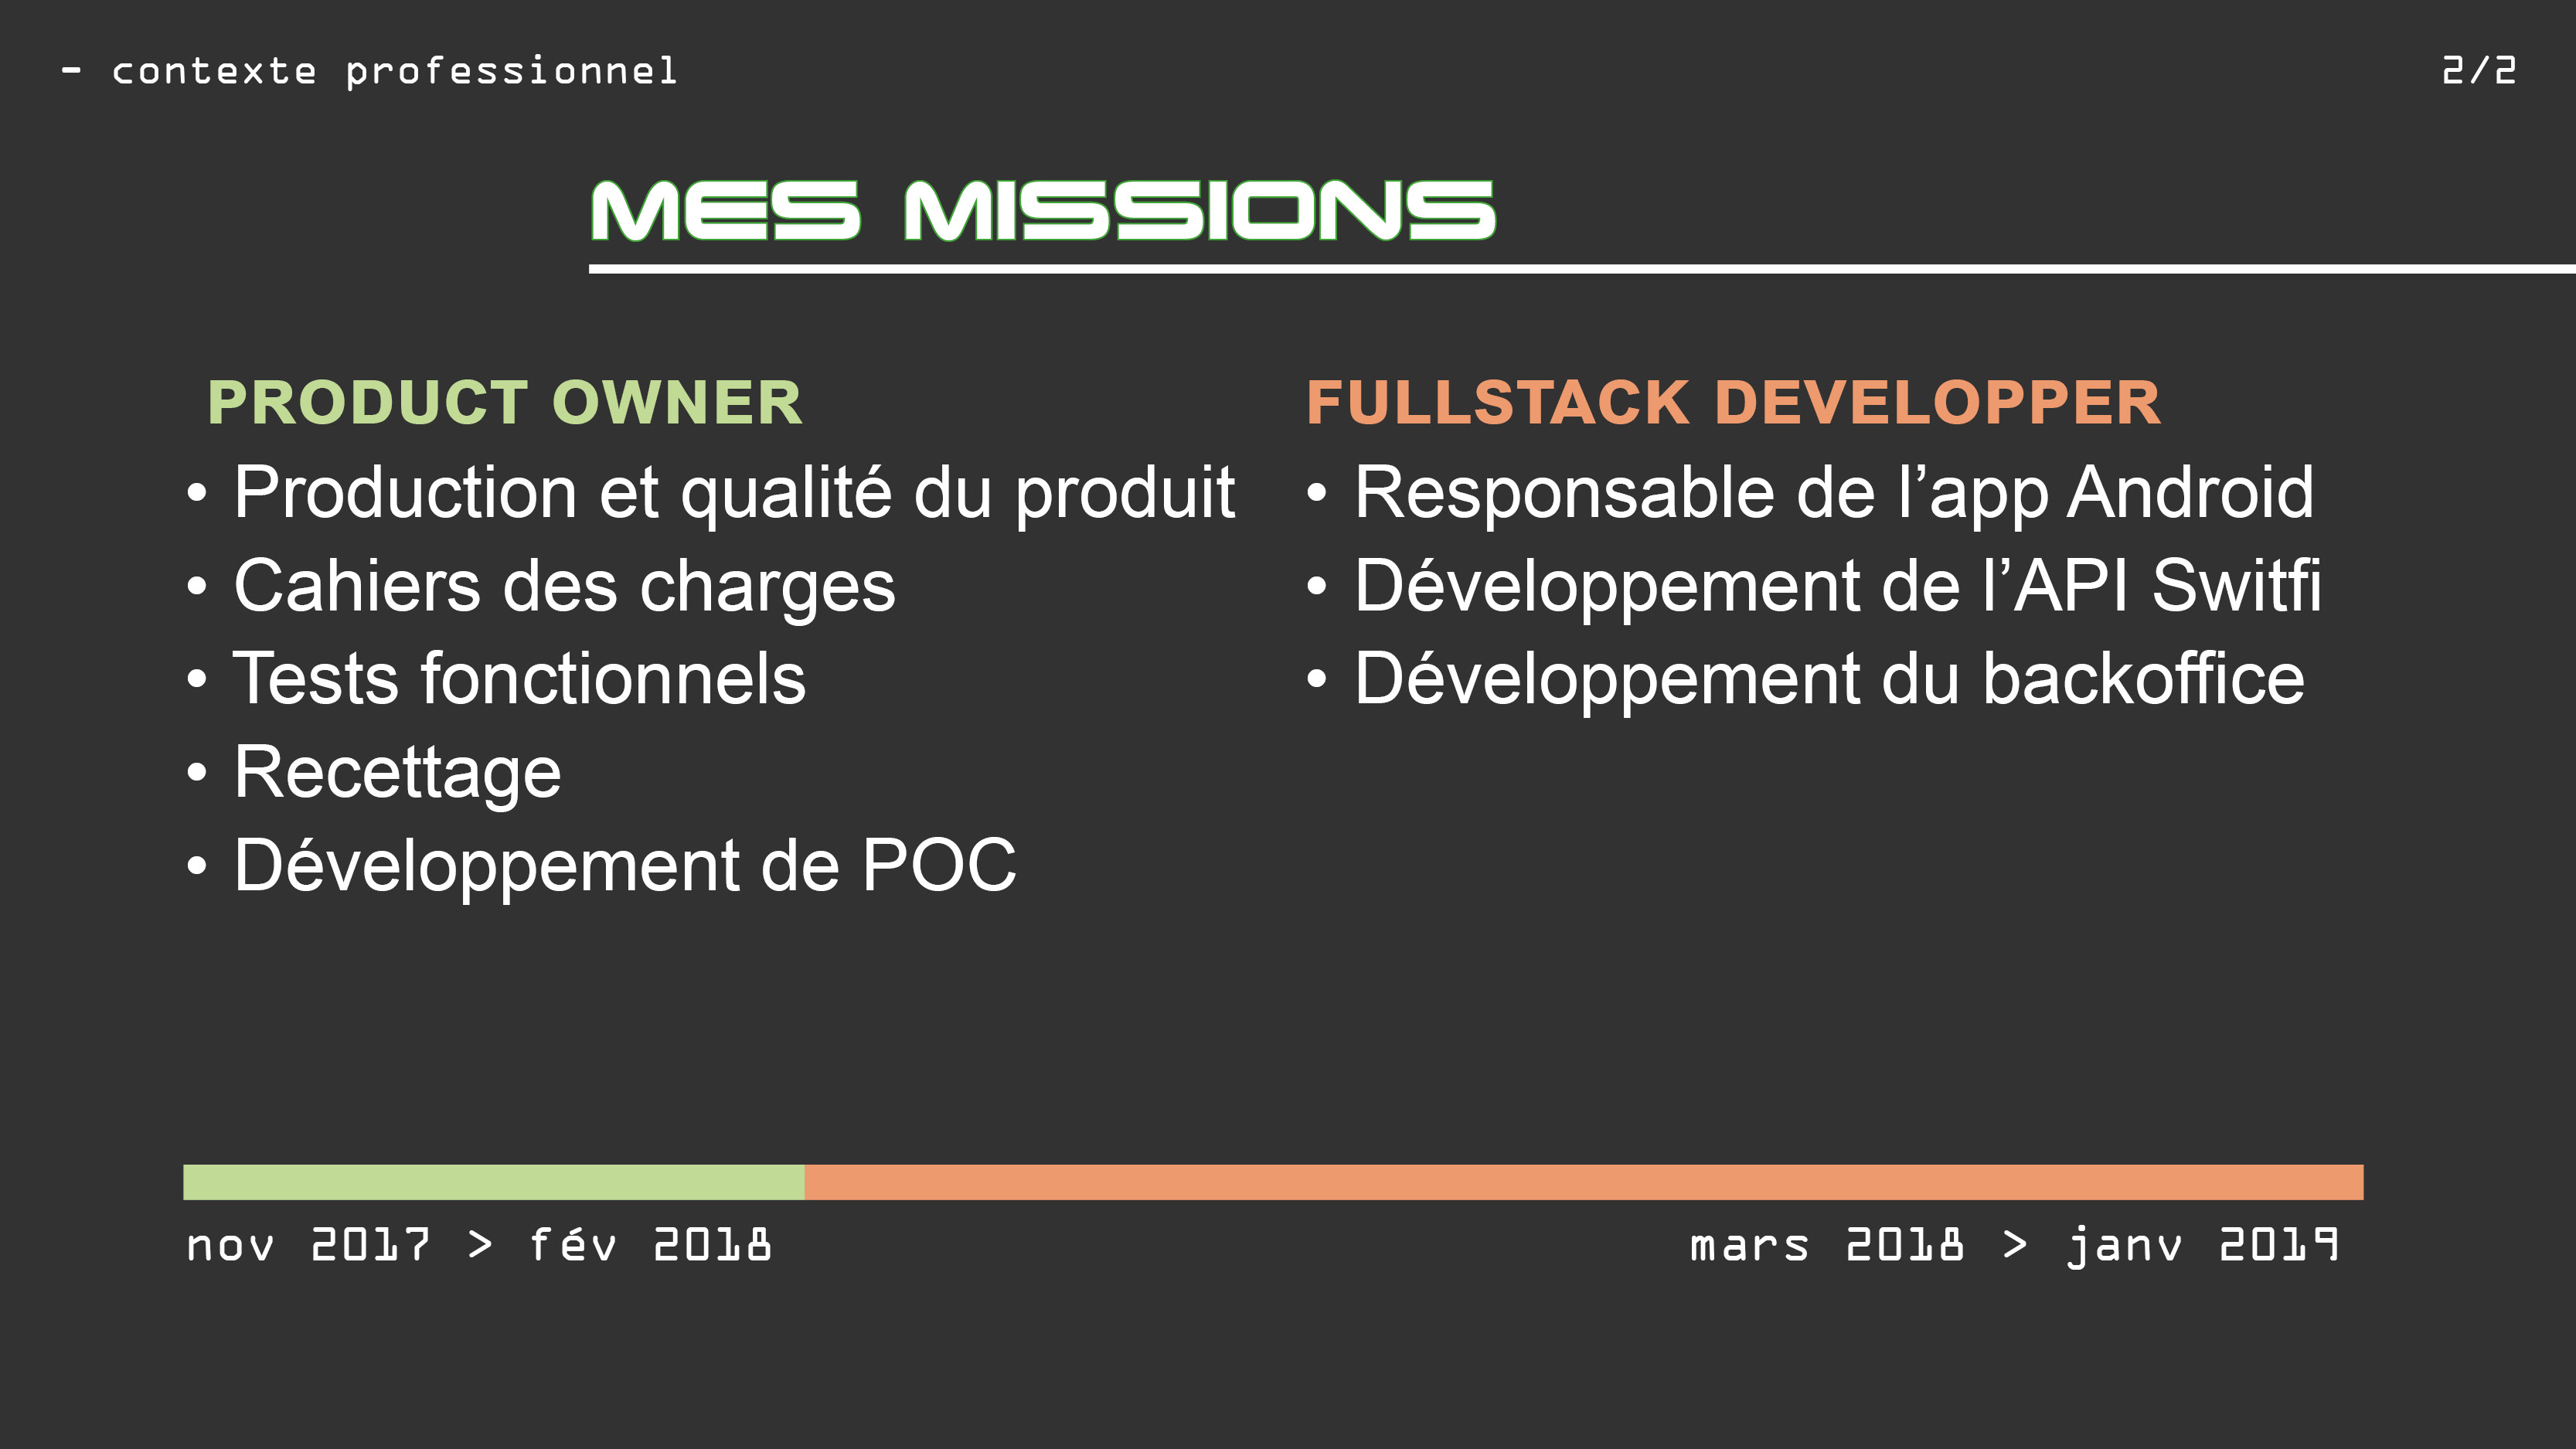 - contexte professionnel
2/2
MES MISSIONS
PRODUCT OWNER
• Production et qualité du produit
• Cahiers des charges
• Tests fonctionnels
• Recettage
• Développement de POC
FULLSTACK DEVELOPPER
• Responsable de l’app Android
• Développement de l’API Switfi
• Développement du backoffice
nov 2017 > fév 2018
mars 2018 > janv 2019